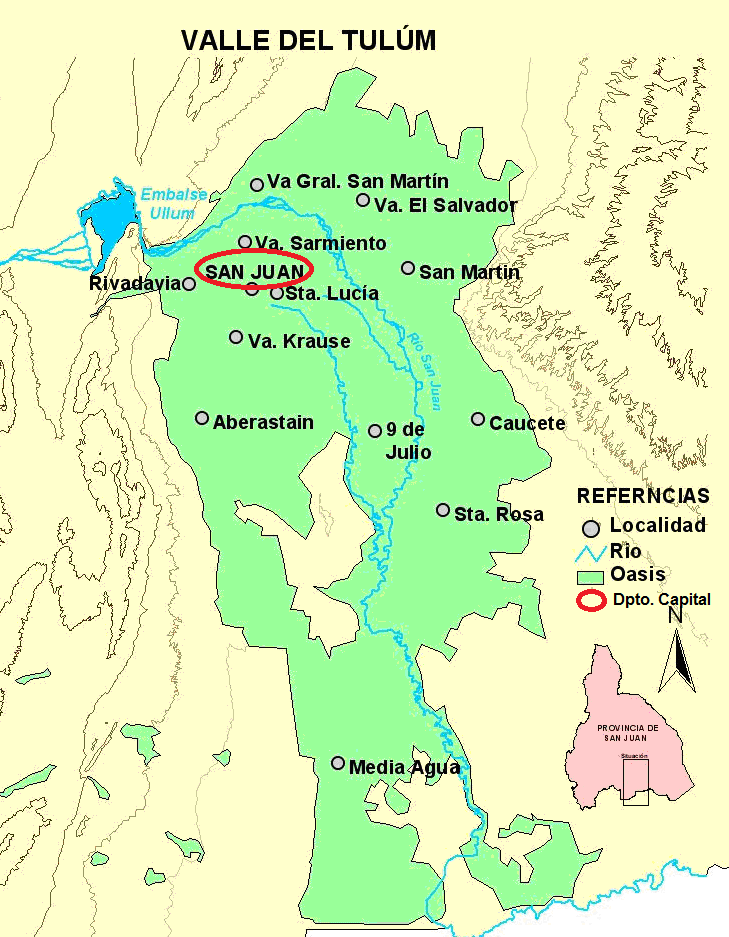 VALLE DEL TULÚM
Va Gral. San Martín
Embalse
Ullum
Va. El Salvador
Va. Sarmiento
SAN JUAN
San Martin
Rivadavia
Sta. Lucía
Va. Krause
Rio San Juan
Aberastain
9 de
Julio
Caucete
Sta. Rosa
REFERNCIAS
Localidad
Rio
Oasis
Dpto. Capital
N
PROVINCIA DE
SAN JUAN
Situación
Media Agua